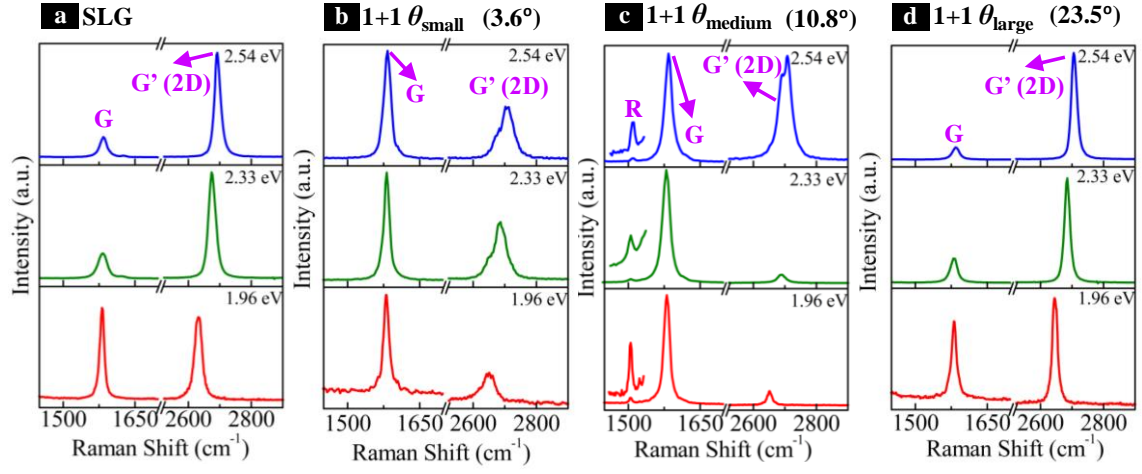 a SLG
b 1+1 θsmall (3.6°)
c 1+1 θmedium (10.8°)
d 1+1 θlarge (23.5°)
Intensity (a.u.)
2.54 eV
G’ (2D)
G
2.33 eV
1.96 eV
1500 1650 2600 2800
Raman Shift (cm-1)
Intensity (a.u.)
2.54 eV
G
G’ (2D)
2.33 eV
1.96 eV
1500 1650 2600 2800
Raman Shift (cm-1)
Intensity (a.u.)
2.54 eV
G’ (2D)
R
G
2.33 eV
1.96 eV
1500 1650 2600 2800
Raman Shift (cm-1)
Intensity (a.u.)
2.54 eV
G’ (2D)
G
2.33 eV
1.96 eV
1500 1650 2600 2800
Raman Shift (cm-1)